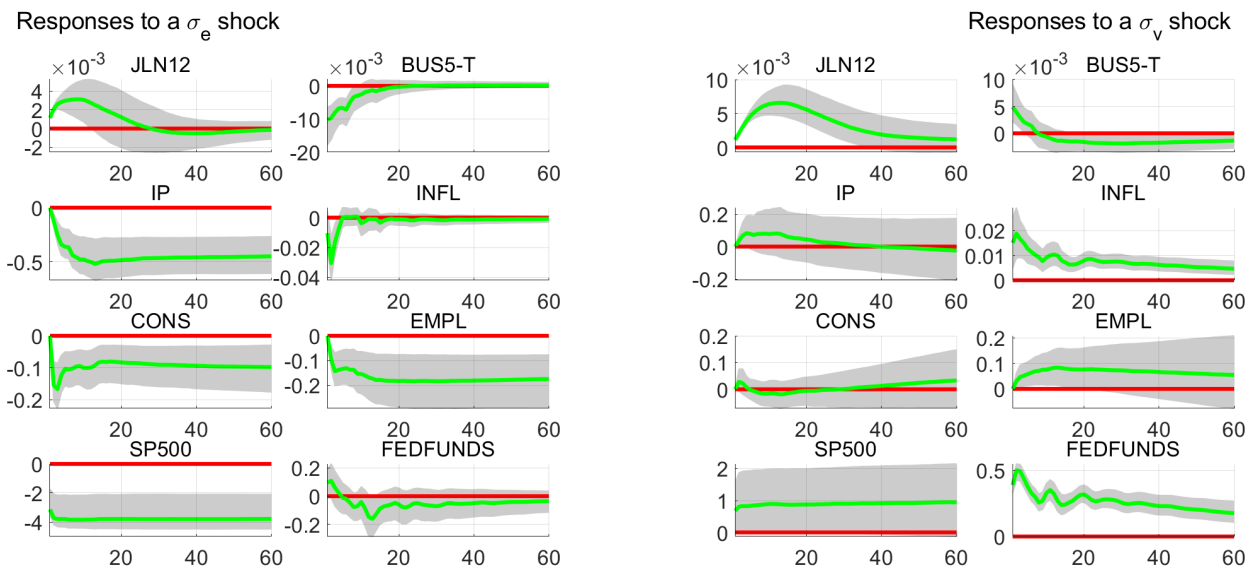 Responses to a σe shock
Responses to a σv shock
×10-3 JLN12
4
2
0
-2
20 40 60
×10-3 BUS5-T
0
-10
-20
20 40 60
×10-3 JLN12
10
5
0
20 40 60
×10-3 BUS5-T
10
5
0
20 40 60
IP
0
-0.5
20 40 60
INFL
0
-0.02
-0.04
20 40 60
IP
0.2
0
-0.2
20 40 60
INFL
0.02
0.01
0
20 40 60
CONS
0
-0.1
-0.2
20 40 60
EMPL
0
-0.1
-0.2
20 40 60
CONS
0.2
0.1
0
20 40 60
EMPL
0.2
0.1
0
20 40 60
SP500
0
-2
-4
20 40 60
FEDFUNDS
0.2
0
-0.2
20 40 60
SP500
2
1
0
20 40 60
FEDFUNDS
0.5
0
20 40 60